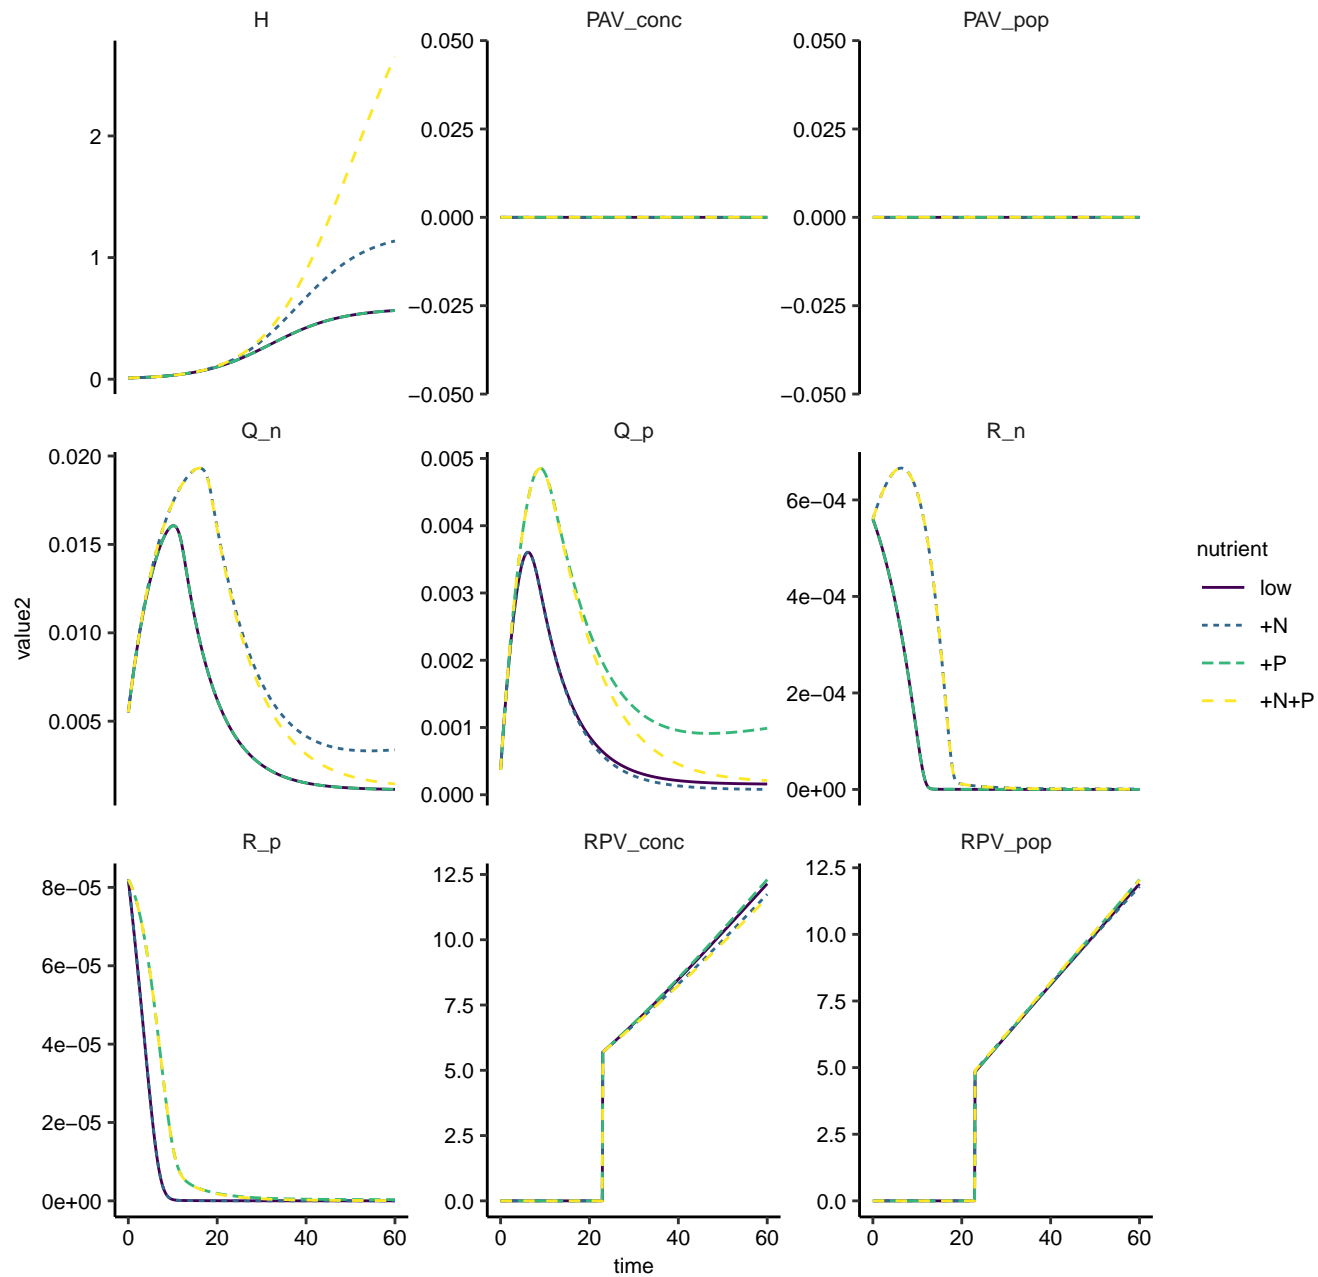 H
PAV_conc
PAV_pop
2
1
0
0.050
0.025
0.000
−0.025
−0.050
0.050
0.025
0.000
−0.025
−0.050
Q_n
Q_p
R_n
0.020
0.015
0.010
0.005
0.005
0.004
0.003
0.002
0.001
0.000
6e−04
4e−04
2e−04
0e+00
R_p
RPV_conc
RPV_pop
8e−05
6e−05
4e−05
2e−05
0e+00
12.5
10.0
7.5
5.0
2.5
0.0
12.5
10.0
7.5
5.0
2.5
0.0
0 20 40 60
0 20 40 60
0 20 40 60
time
value2
nutrient
low
+N
+P
+N+P